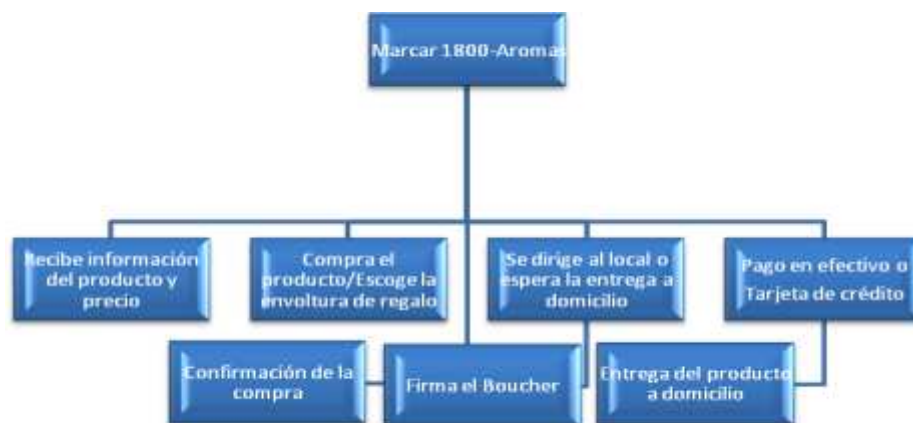 Marcar 1800-Aromas
Recibe información
del producto y
precio
Compra el
producto/Escoge la
envoltura de regalo
Se dirige al local o
espera la entrega a
domicilio
Pago en efectivo o
Tarjeta de crédito
Confirmación de la
compra
Firma el Boucher
Entrega del producto
a domicilio